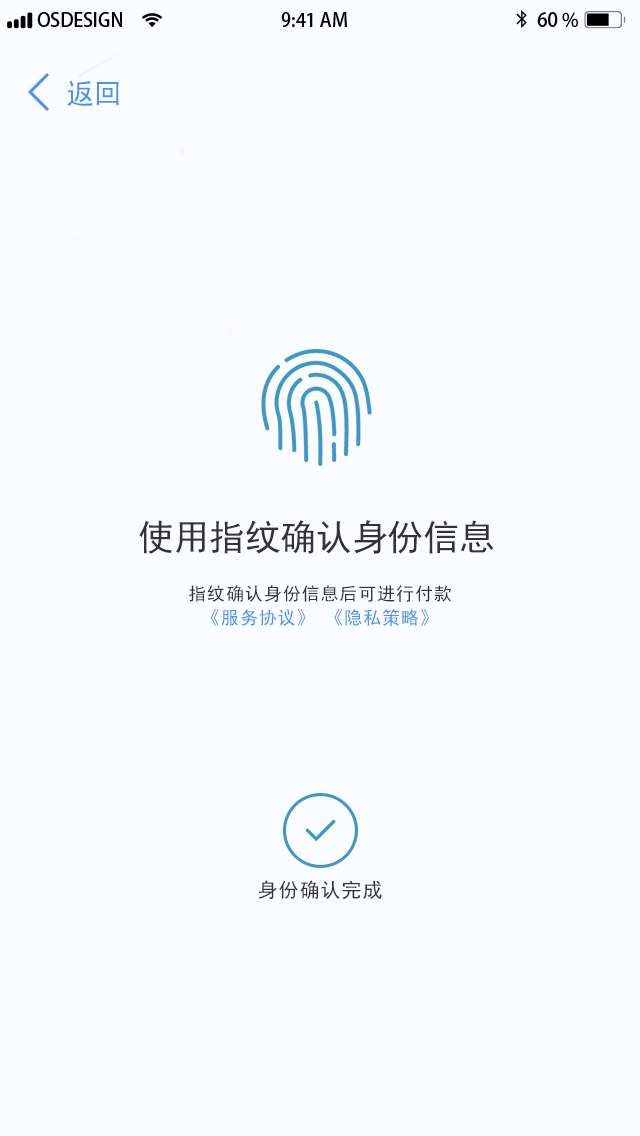 OSDESIGN 9:41 AM 60 %
返回
使用指纹确认身份信息
指纹确认身份信息后可进行付款
《服务协议》 《隐私策略》
身份确认完成